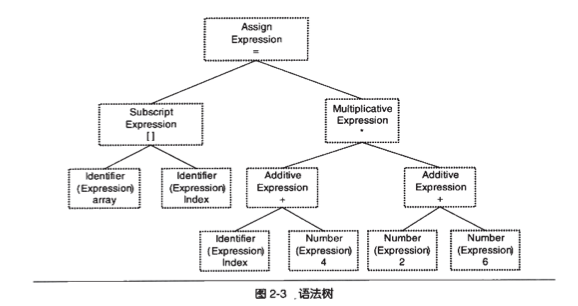 Assign
Expression
=
Subscript
Expression
[ ]
Multiplicative
Expression
*
Identifier
(Expression)
array
Identifier
(Expression)
Index
Additive
Expression
+
Additive
Expression
+
Identifier
(Expression)
Index
Number
(Expression)
4
Number
(Expression)
2
Number
(Expression)
6
图 2-3 语法树